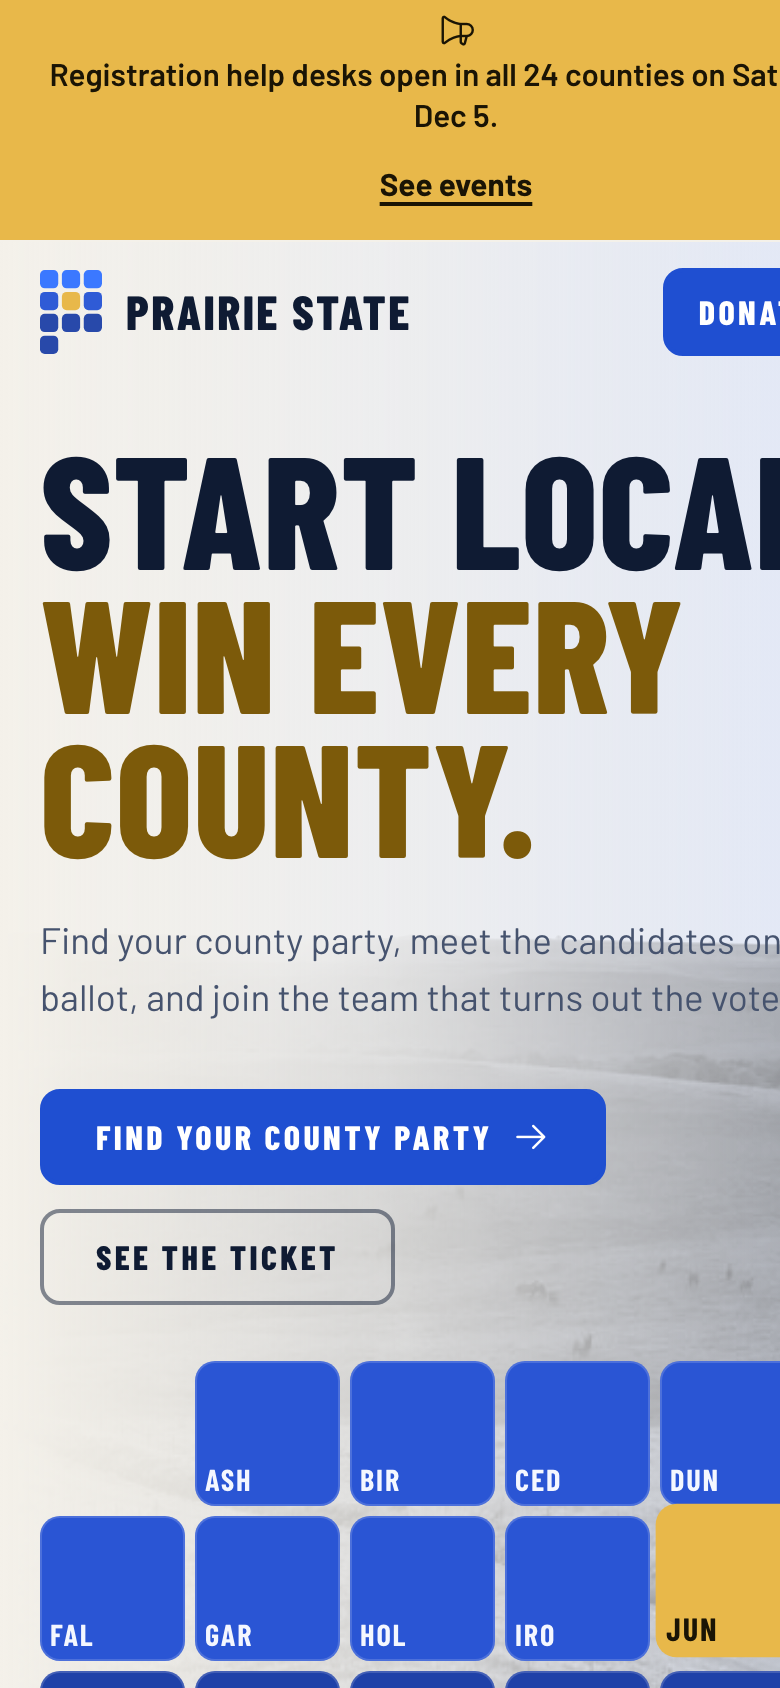 Registration help desks open in all 24 counties on Sat
Dec 5.
See events
PRAIRIE STATE
START LOCAL
WIN EVERY
COUNTY.
Find your county party, meet the candidates on
ballot, and join the team that turns out the vote
FIND YOUR COUNTY PARTY
SEE THE TICKET
ASH BIR CED DUN
FAL GAR HOL IRO JUN